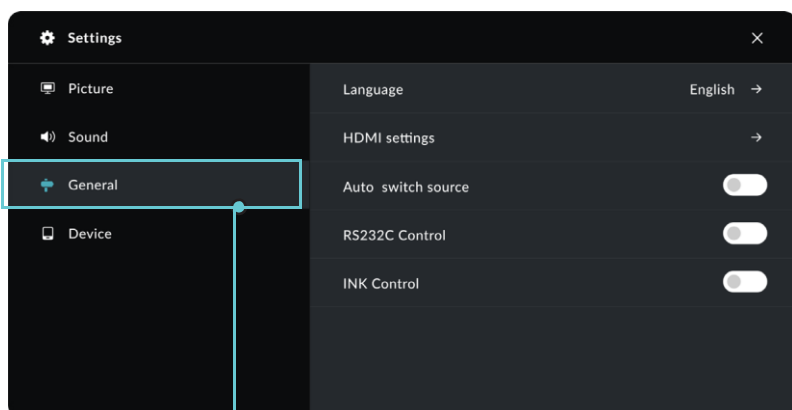 Settings
Picture
Sound
General
Device
Language English
HDMI settings
Auto switch source
RS232C Control
INK Control